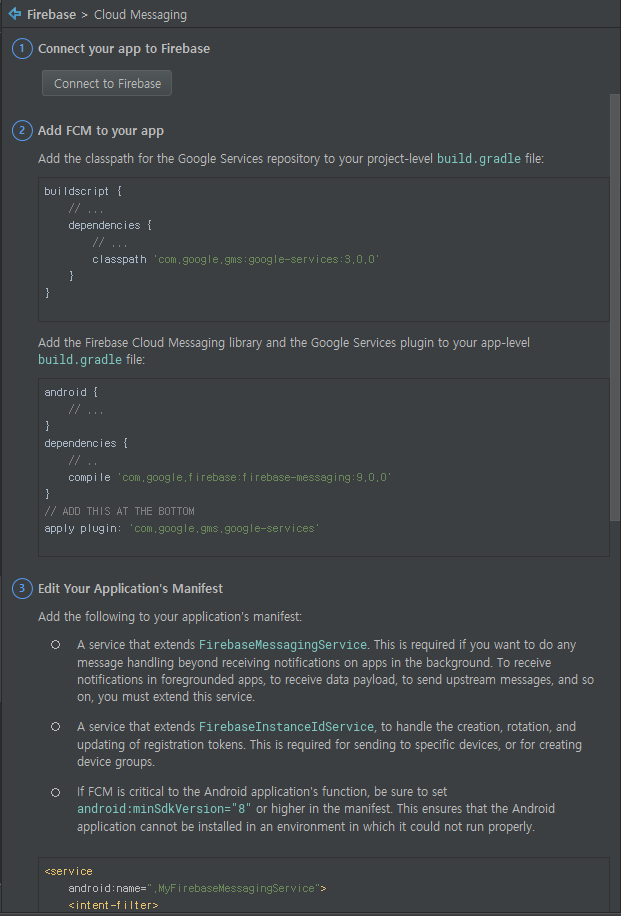 Firebase > Cloud Messaging
1 Connect your app to Firebase
Connect to Firebase
2 Add FCM to your app
Add the classpath for the Google Services repository to your project-level build.gradle file:
buildscript {
    // ...
    dependencies {
        // ...
        classpath 'com.google.gms:google-services:3.0.0'
    }
}
Add the Firebase Cloud Messaging library and the Google Services plugin to your app-level
build.gradle file:
android {
    // ...
}
dependencies {
    // ..
    compile 'com.google.firebase:firebase-messaging:9.0.0'
}
// ADD THIS AT THE BOTTOM
apply plugin: 'com.google.gms.google-services'
3 Edit Your Application's Manifest
Add the following to your application's manifest:
A service that extends FirebaseMessagingService. This is required if you want to do any
message handling beyond receiving notifications on apps in the background. To receive
notifications in foregrounded apps, to receive data payload, to send upstream messages, and so
on, you must extend this service.
A service that extends FirebaseInstanceIdService, to handle the creation, rotation, and
updating of registration tokens. This is required for sending to specific devices, or for creating
device groups.
If FCM is critical to the Android application's function, be sure to set
android:minSdkVersion="8" or higher in the manifest. This ensures that the Android
application cannot be installed in an environment in which it could not run properly.
<service
    android:name=".MyFirebaseMessagingService">
    <intent-filter>